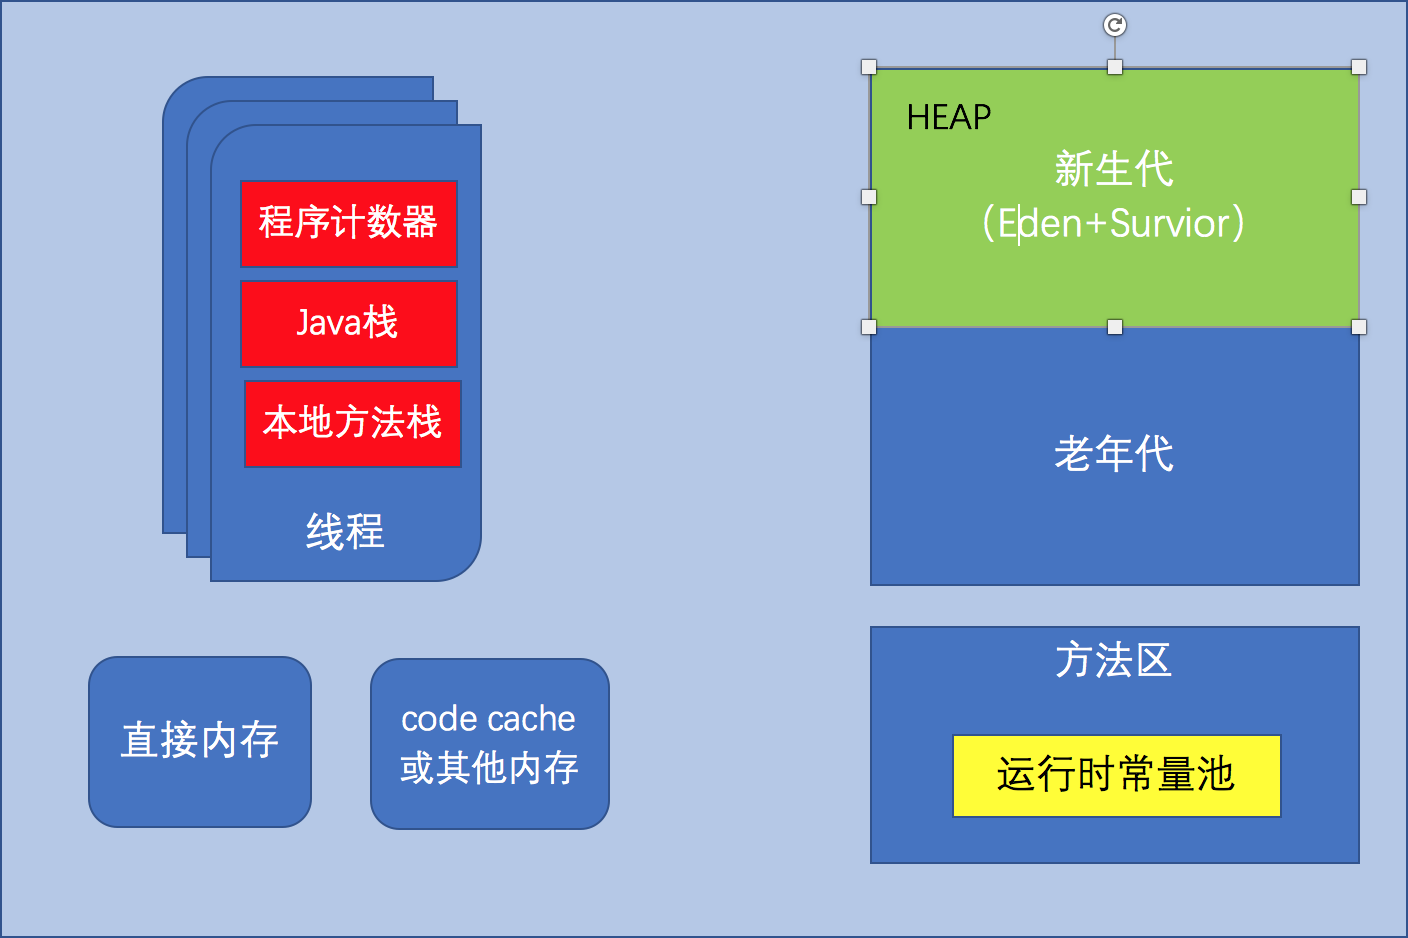 程序计数器
Java栈
本地方法栈
线程
直接内存
code cache
或其他内存
HEAP
新生代
（Eden+Survior）
老年代
方法区
运行时常量池